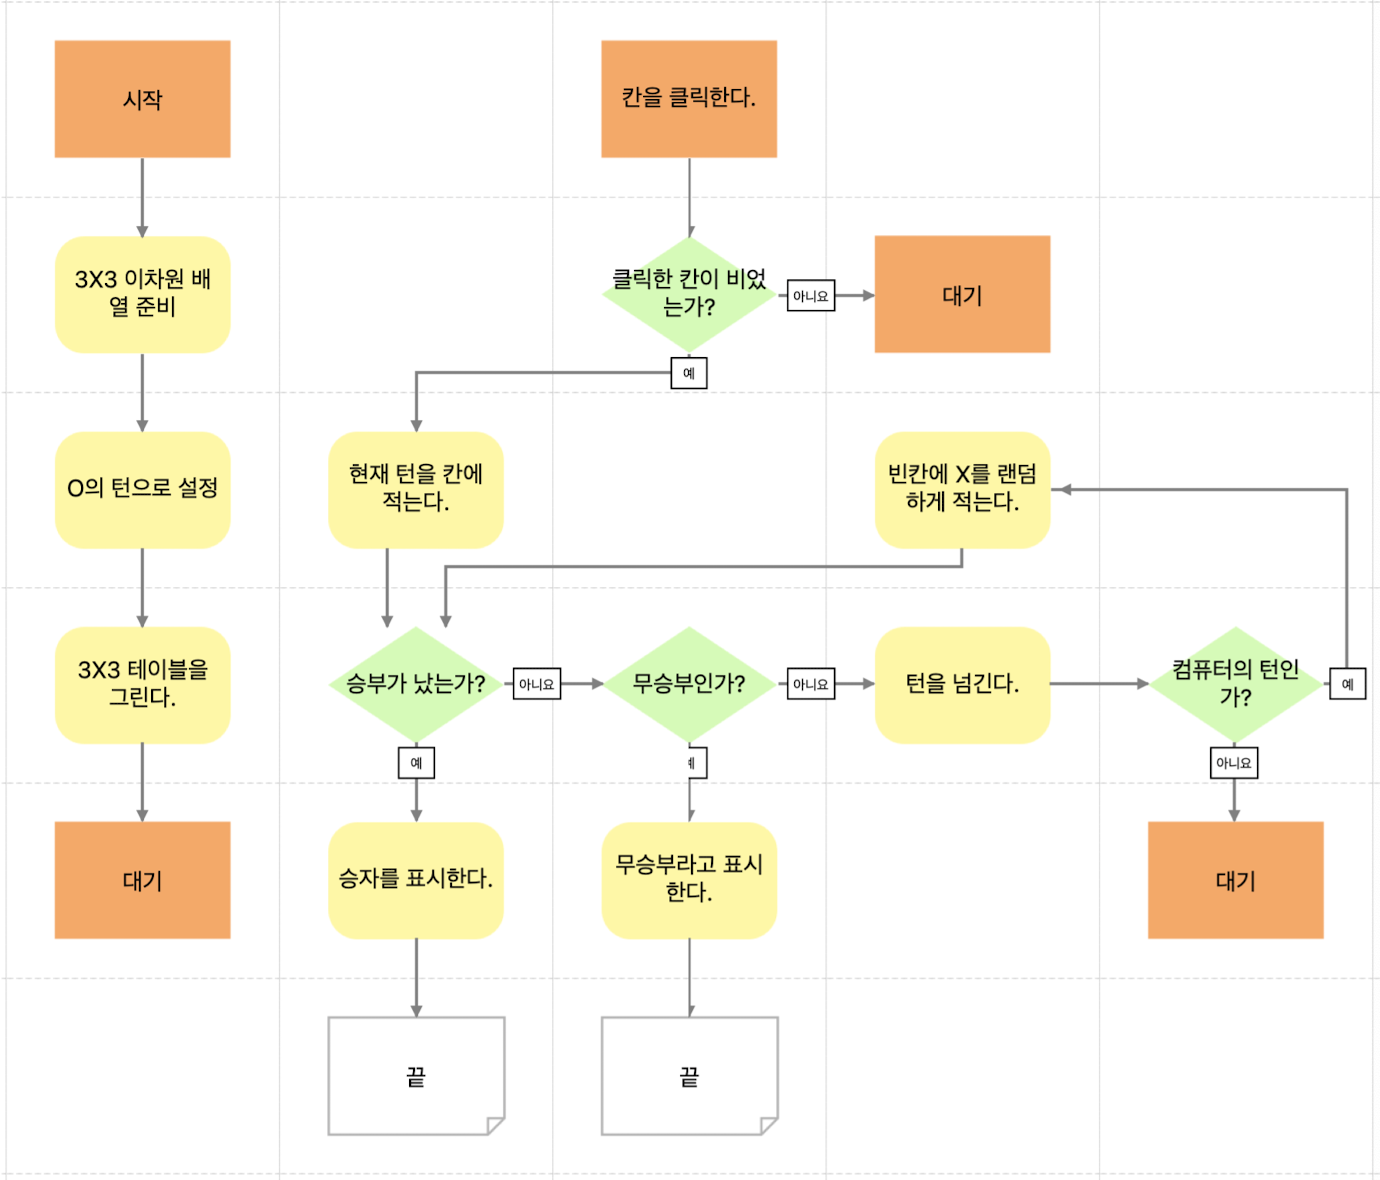 시작
칸을 클릭한다.
3X3 이차원 배
열 준비
클릭한 칸이 비었
는가?
아니요
대기
예
O의 턴으로 설정
현재 턴을 칸에
적는다.
빈칸에 X를 랜덤
하게 적는다.
3X3 테이블을
그린다.
승부가 났는가?
아니요
무승부인가?
아니요
턴을 넘긴다.
컴퓨터의 턴인
가?
예
예
예
아니요
대기
승자를 표시한다.
무승부라고 표시
한다.
대기
끝
끝